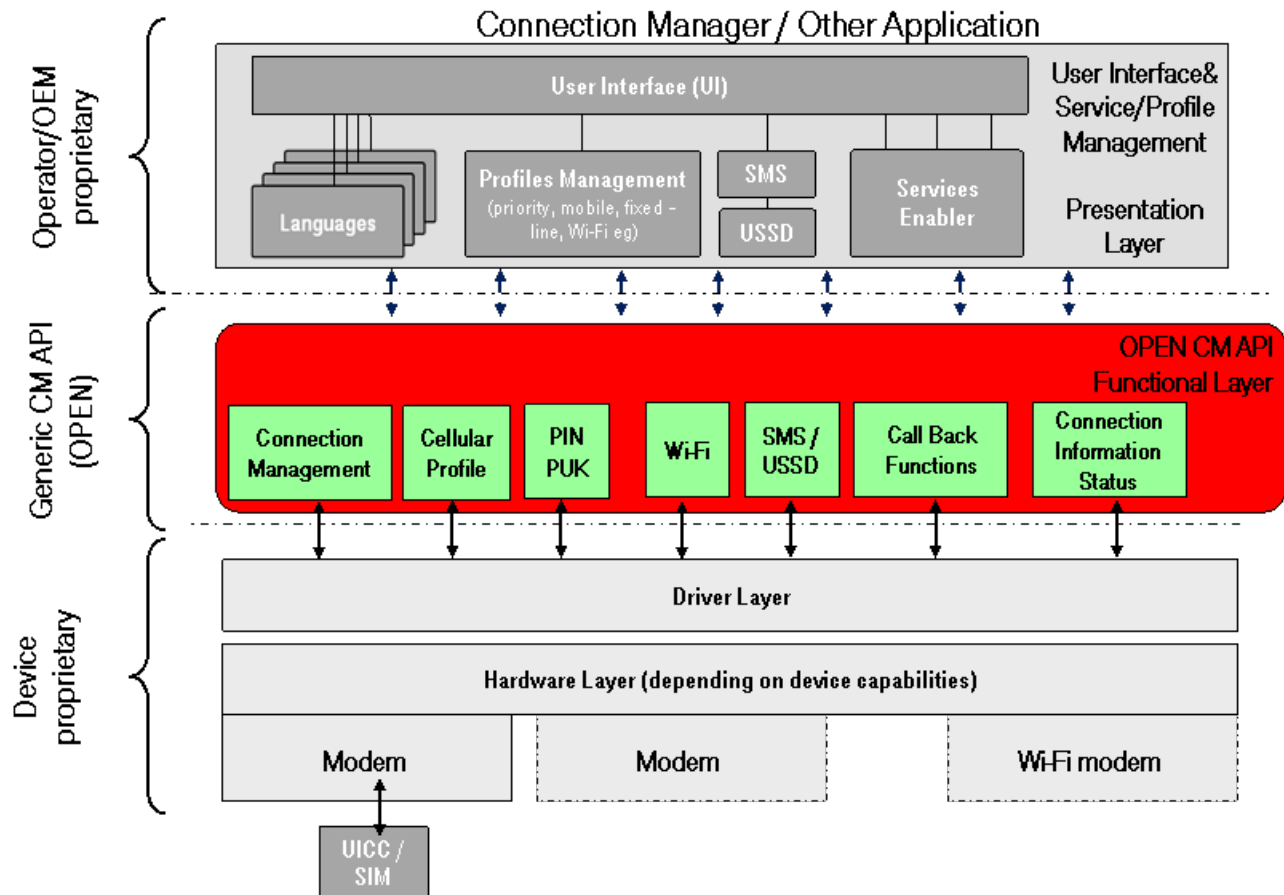 Connection Manager / Other Application
Operator/OEM
proprietary
User Interface (UI)
User Interface&
Service/Profile
Management
Presentation
Layer
Languages
Profiles Management
(priority, mobile, fixed –
line, Wi-Fi eg)
SMS
USSD
Services
Enabler
Generic CM API
(OPEN)
OPEN CM API
Functional Layer
Connection
Management
Cellular
Profile
PIN
PUK
Wi-Fi
SMS /
USSD
Call Back
Functions
Connection
Information
Status
Device
proprietary
Driver Layer
Hardware Layer (depending on device capabilities)
Modem
Modem
Wi-Fi modem
UICC /
SIM